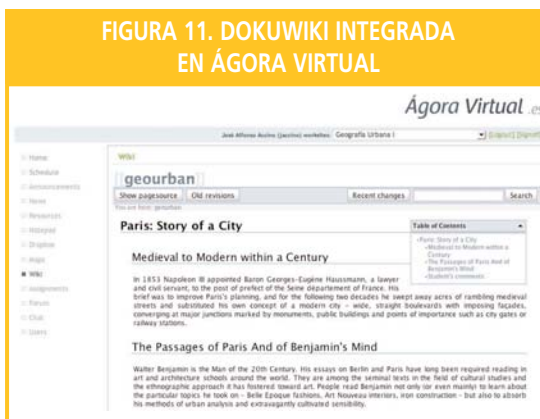 FIGURA 11. DOKUWIKI INTEGRADA
EN ÁGORA VIRTUAL
Ágora Virtual .es
José Alfonso Accino (jaccino) worksites: Geografía Urbana I [Logout]
Home
Schedule
Announcements
News
Resources
Notepad
Dropbox
Maps
Wiki
Assignments
Forum
Chat
Users
Wiki
[[geourban]]
Show pagesource Old revisions Recent changes Search
You are here: geourban
Paris: Story of a City
Table of Contents
Paris: Story of a City
Medieval to Modern within a
Century
The Passages of Paris And of
Benjamin's Mind
Student's comments
Medieval to Modern within a Century
In 1853 Napoleon III appointed Baron Georges-Eugène Haussmann, a lawyer
and civil servant, to the post of prefect of the Seine département of France. His
brief was to improve Paris's planning, and for the following two decades he swept away acres of rambling medieval
streets and substituted his own concept of a modern city - wide, straight boulevards with imposing façades,
converging at major junctions marked by monuments, public buildings and points of importance such as city gates or
railway stations.
The Passages of Paris And of Benjamin's Mind
Walter Benjamin is the Man of the 20th Century. His essays on Berlin and Paris have long been required reading in
art and architecture schools around the world. They are among the seminal texts in the field of cultural studies and
the ethnographic approach it has fostered toward art. People read Benjamin not only (or even mainly) to learn about
the particular topics he took on - Belle Epoque fashions, Art Nouveau interiors, iron construction - but also to absorb
his methods of urban analysis and extravagantly cultivated sensibility.